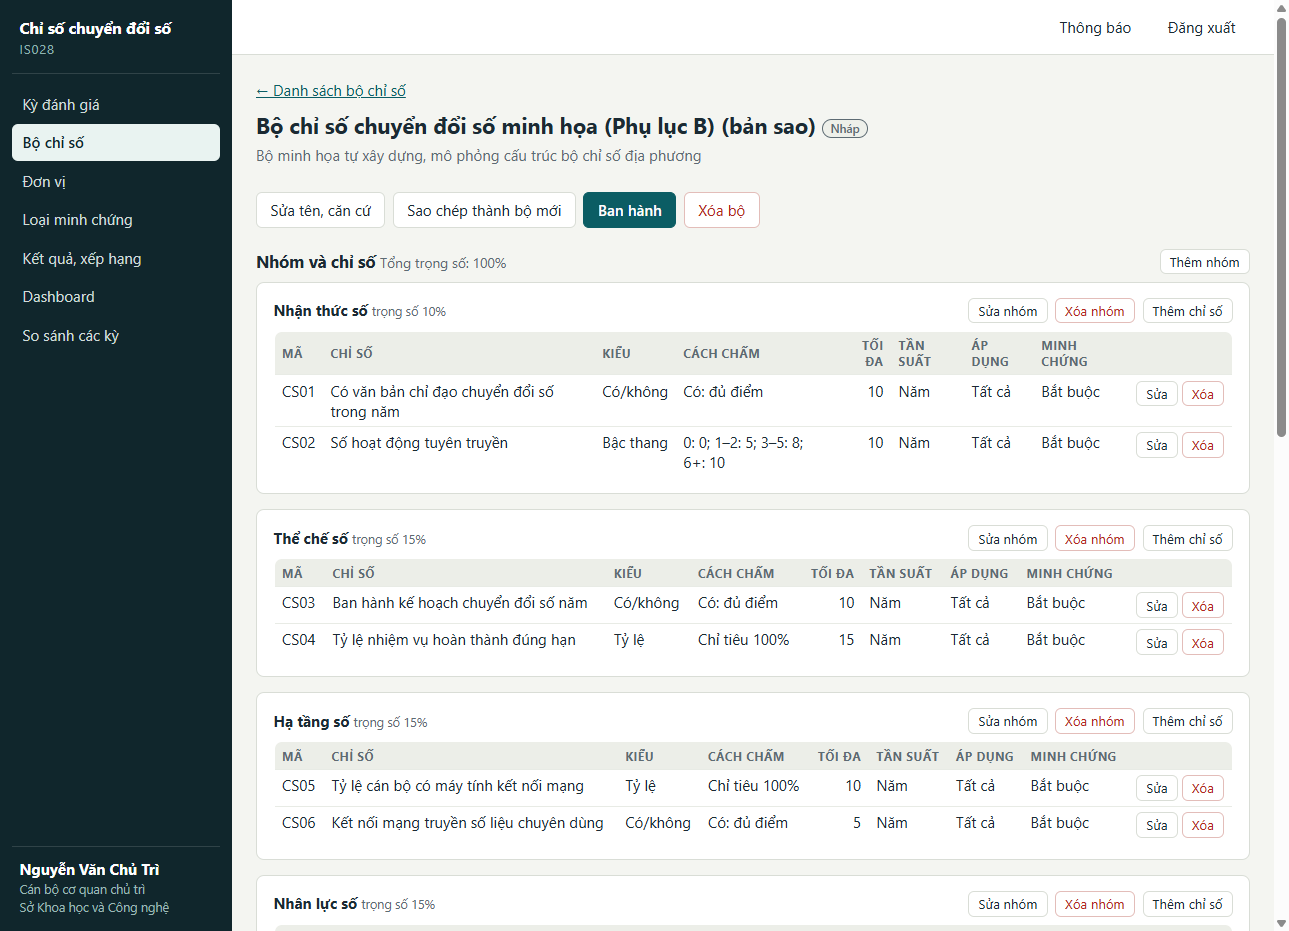 Chỉ số chuyển đổi số
IS028
Kỳ đánh giá
Bộ chỉ số
Đơn vị
Loại minh chứng
Kết quả, xếp hạng
Dashboard
So sánh các kỳ
Nguyễn Văn Chủ Trì
Cán bộ cơ quan chủ trì
Sở Khoa học và Công nghệ
Thông báo Đăng xuất
← Danh sách bộ chỉ số
Bộ chỉ số chuyển đổi số minh họa (Phụ lục B) (bản sao) Nháp
Bộ minh họa tự xây dựng, mô phỏng cấu trúc bộ chỉ số địa phương
Sửa tên, căn cứ Sao chép thành bộ mới Ban hành Xóa bộ
Nhóm và chỉ số Tổng trọng số: 100% Thêm nhóm
Nhận thức số trọng số 10% Sửa nhóm Xóa nhóm Thêm chỉ số
MÃ CHỈ SỐ KIỂU CÁCH CHẤM TỐI ĐA TẦN SUẤT ÁP DỤNG MINH CHỨNG
CS01 Có văn bản chỉ đạo chuyển đổi số trong năm Có/không Có: đủ điểm 10 Năm Tất cả Bắt buộc Sửa Xóa
CS02 Số hoạt động tuyên truyền Bậc thang 0: 0; 1–2: 5; 3–5: 8; 6+: 10 10 Năm Tất cả Bắt buộc Sửa Xóa
Thể chế số trọng số 15% Sửa nhóm Xóa nhóm Thêm chỉ số
MÃ CHỈ SỐ KIỂU CÁCH CHẤM TỐI ĐA TẦN SUẤT ÁP DỤNG MINH CHỨNG
CS03 Ban hành kế hoạch chuyển đổi số năm Có/không Có: đủ điểm 10 Năm Tất cả Bắt buộc Sửa Xóa
CS04 Tỷ lệ nhiệm vụ hoàn thành đúng hạn Tỷ lệ Chỉ tiêu 100% 15 Năm Tất cả Bắt buộc Sửa Xóa
Hạ tầng số trọng số 15% Sửa nhóm Xóa nhóm Thêm chỉ số
MÃ CHỈ SỐ KIỂU CÁCH CHẤM TỐI ĐA TẦN SUẤT ÁP DỤNG MINH CHỨNG
CS05 Tỷ lệ cán bộ có máy tính kết nối mạng Tỷ lệ Chỉ tiêu 100% 10 Năm Tất cả Bắt buộc Sửa Xóa
CS06 Kết nối mạng truyền số liệu chuyên dùng Có/không Có: đủ điểm 5 Năm Tất cả Bắt buộc Sửa Xóa
Nhân lực số trọng số 15% Sửa nhóm Xóa nhóm Thêm chỉ số